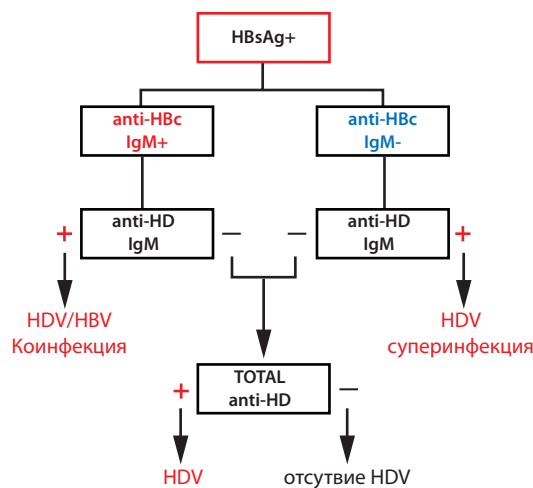 HBsAg+
anti-HBc
IgM+
anti-HBc
IgM-
+
anti-HD
IgM
—
—
anti-HD
IgM
+
HDV/HBV
Коинфекция
HDV
суперинфекция
+
TOTAL
anti-HD
—
HDV
отсутвие HDV